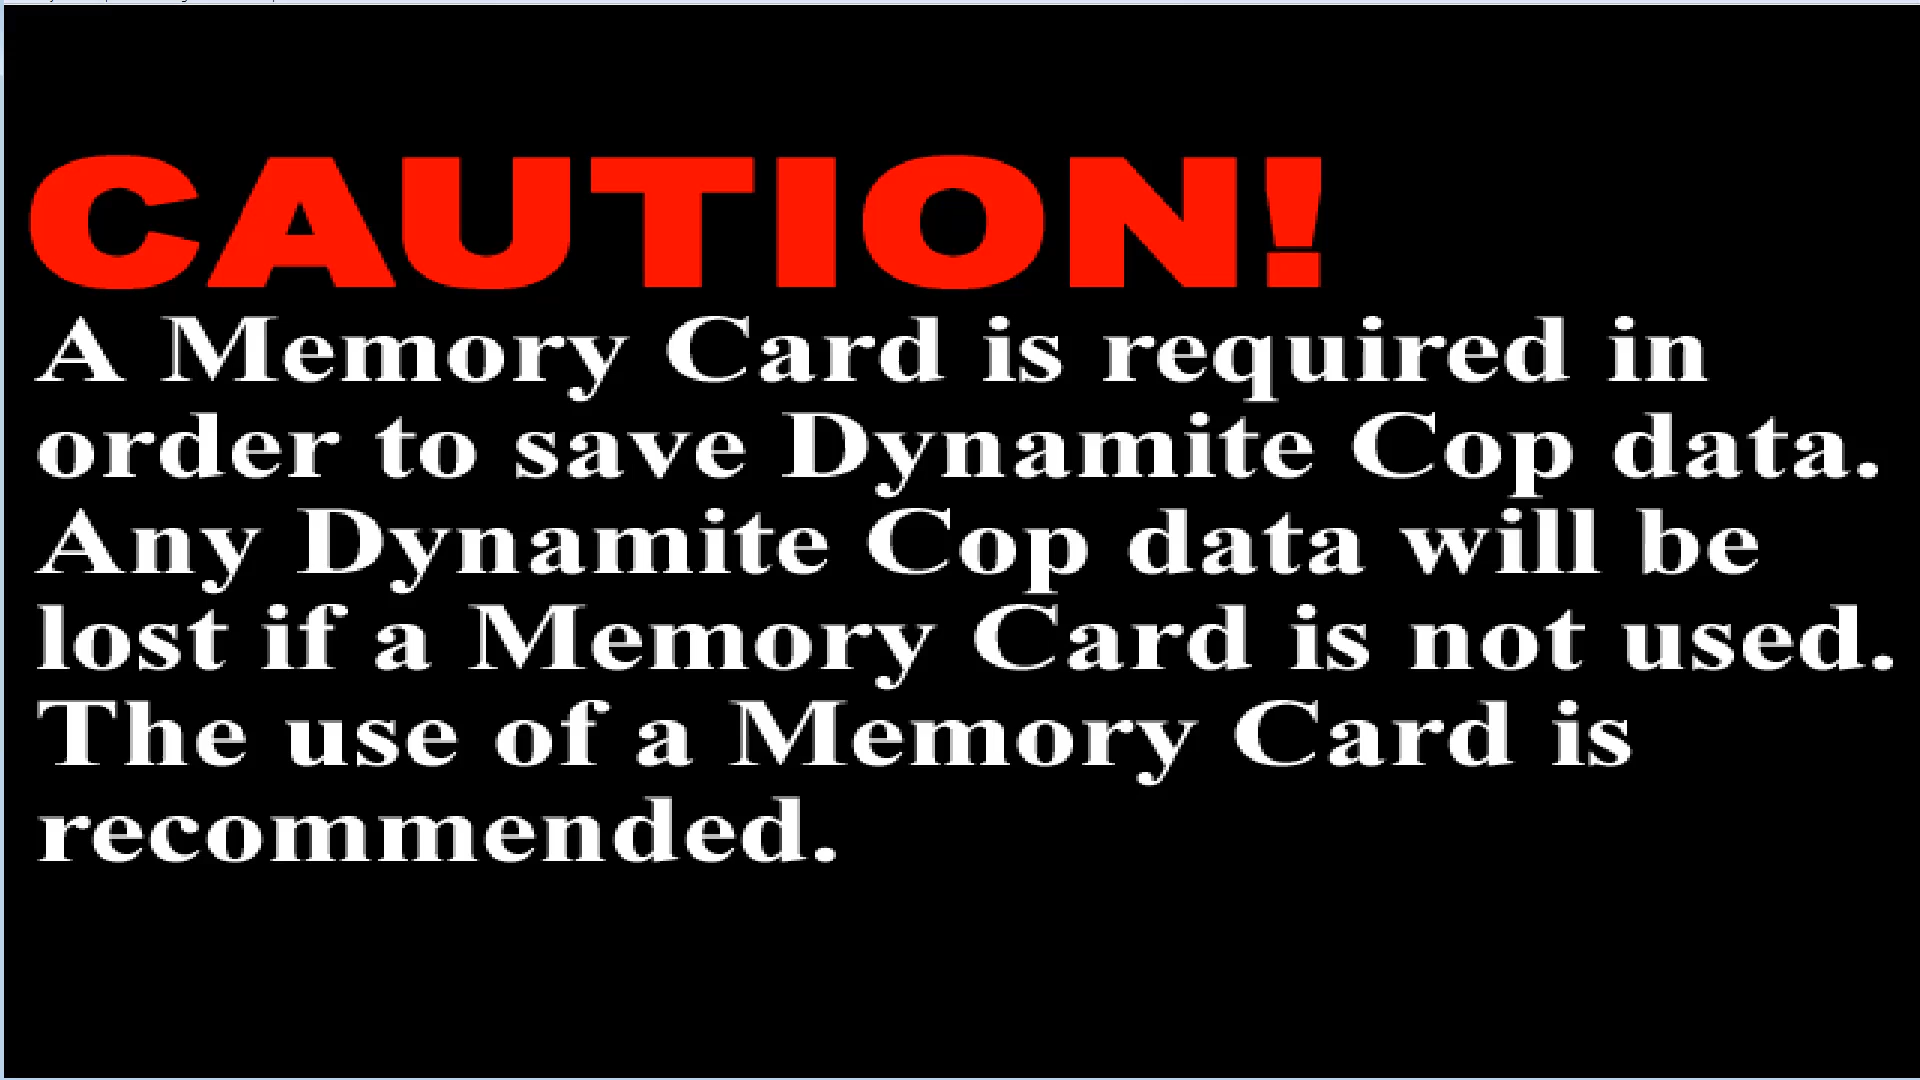 CAUTION!
A Memory Card is required in
order to save Dynamite Cop data.
Any Dynamite Cop data will be
lost if a Memory Card is not used.
The use of a Memory Card is
recommended.